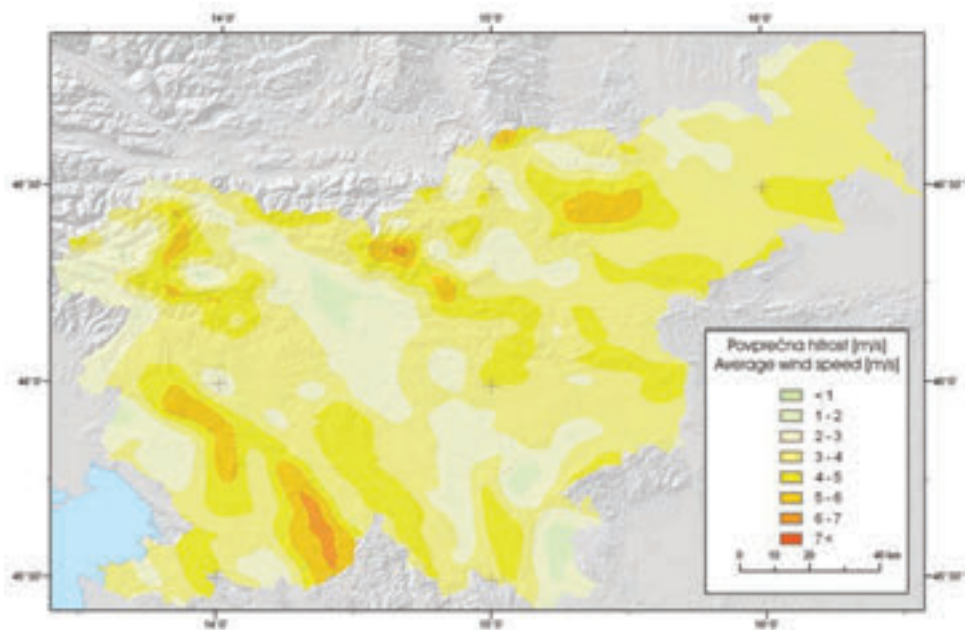 14°0'
15°0'
16°0'
46°30'
46°30'
Povprečna hitrost [m/s]
Average wind speed [m/s]
< 1
1 - 2
2 - 3
3 - 4
4 - 5
5 - 6
6 - 7
7 <
0 20 40 km
46°0'
46°0'
45°30'
45°30'
14°0'
15°0'
16°0'